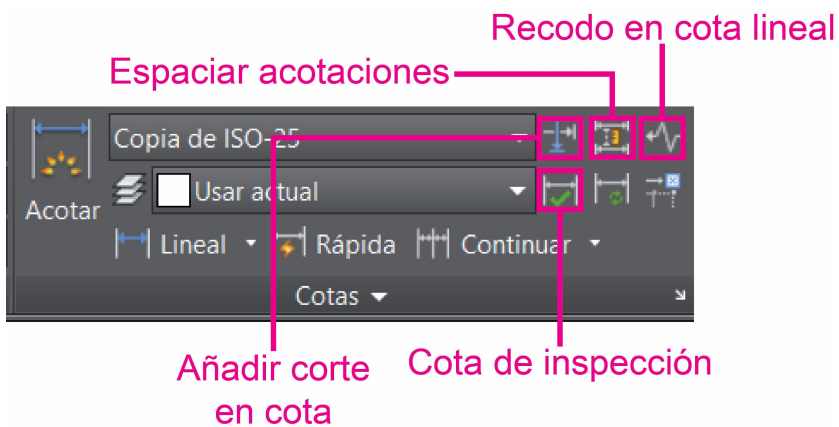 Recodo en cota lineal
Espaciar acotaciones
Copia de ISO-25
Usar actual
Acotar
Lineal Rápida Continuar
Cotas
Añadir corte
en cota
Cota de inspección